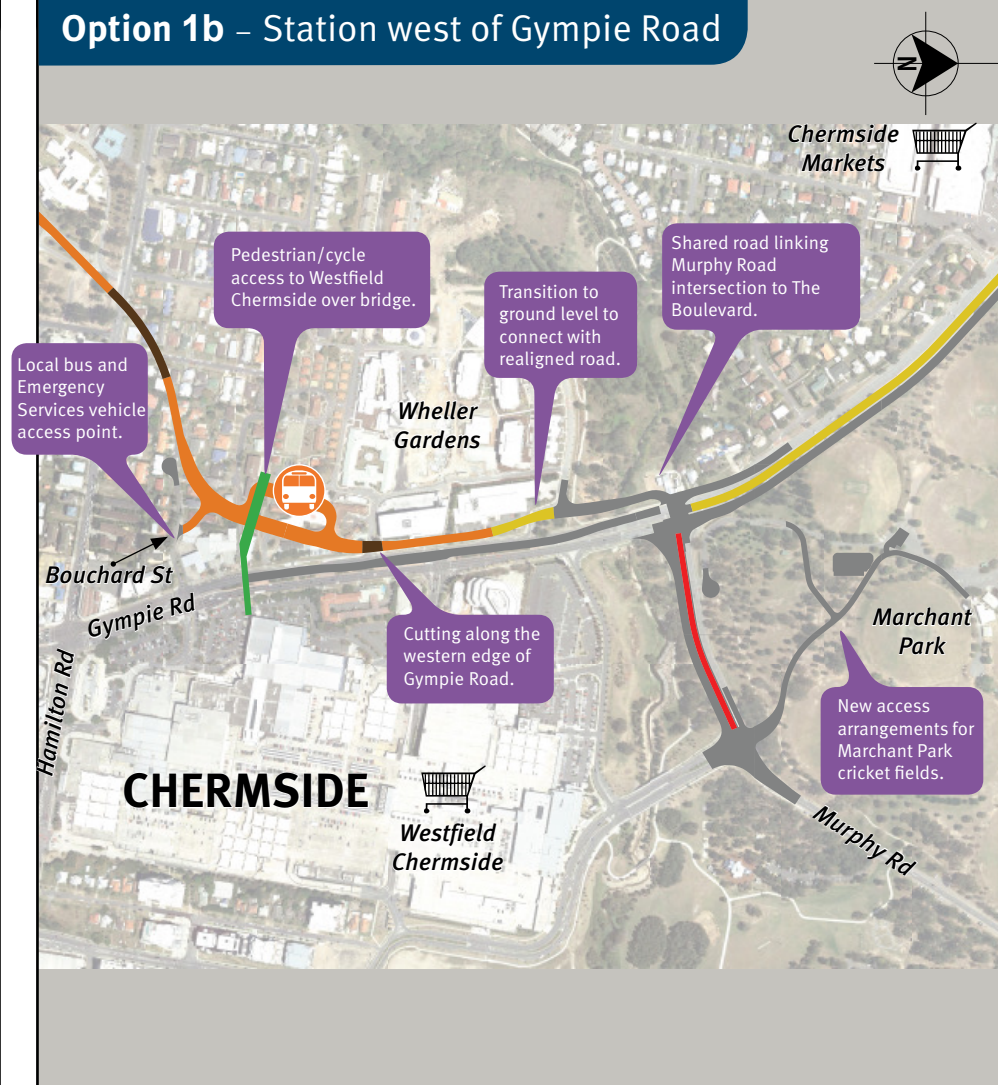 Option 1b – Station west of Gympie Road
N
Chermside
Markets
Pedestrian/cycle
access to Westfield
Chermside over bridge.
Shared road linking
Murphy Road
intersection to The
Boulevard.
Transition to
ground level to
connect with
realigned road.
Local bus and
Emergency
Services vehicle
access point.
Wheller
Gardens
Bouchard St
Gympie Rd
Hamilton Rd
Cutting along the
western edge of
Gympie Road.
Marchant
Park
New access
arrangements for
Marchant Park
cricket fields.
CHERMSIDE
Westfield
Chermside
Murphy Rd